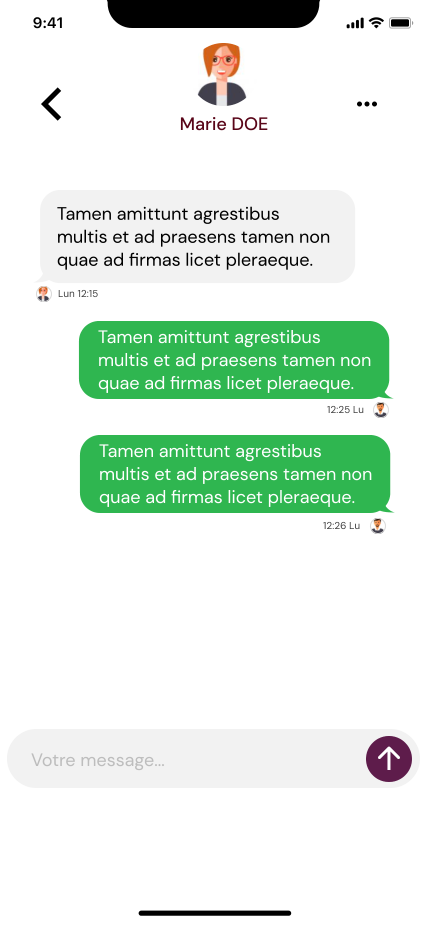 9:41
Marie DOE
Tamen amittunt agrestibus
multis et ad praesens tamen non
quae ad firmas licet pleraeque.
Lun 12:15
Tamen amittunt agrestibus
multis et ad praesens tamen non
quae ad firmas licet pleraeque.
12:25 Lu
Tamen amittunt agrestibus
multis et ad praesens tamen non
quae ad firmas licet pleraeque.
12:26 Lu
Votre message...